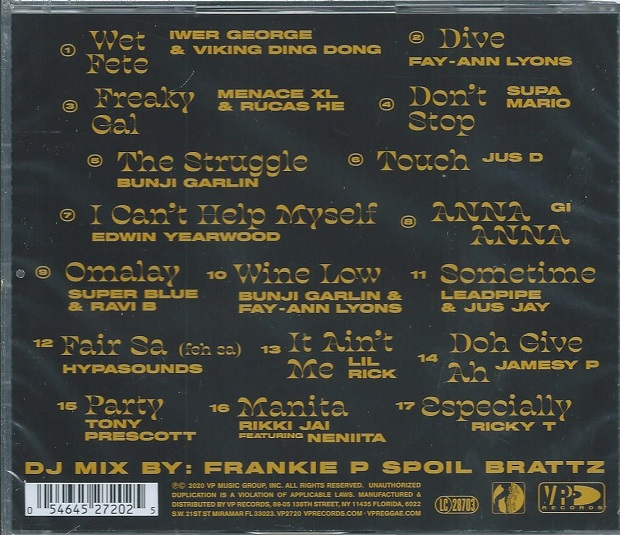 1 Wet Fete IWER GEORGE & VIKING DING DONG
2 Dive FAY-ANN LYONS
3 Freaky Gal MENACE XL & RUCAS HE
4 Don't Stop SUPA MARIO
5 The Struggle BUNJI GARLIN
6 Touch JUS D
7 I Can't Help Myself EDWIN YEARWOOD
8 ANNA ANNA GI
9 Omalay SUPER BLUE & RAVI B
10 Wine Low BUNJI GARLIN & FAY-ANN LYONS
11 Sometime LEADPIPE & JUS JAY
12 Fair Sa (feh sa) HYPASOUNDS
13 It Ain't Me LIL RICK
14 Doh Give Ah JAMESY P
15 Party TONY PRESCOTT
16 Manita RIKKI JAI FEATURING NENIITA
17 Especially RICKY T
DJ MIX BY: FRANKIE P SPOIL BRATTZ
℗© 2020 VP MUSIC GROUP, INC. ALL RIGHTS RESERVED. UNAUTHORIZED
DUPLICATION IS A VIOLATION OF APPLICABLE LAWS. MANUFACTURED &
DISTRIBUTED BY VP RECORDS, 89-05 138TH STREET, NY 11435 FLORIDA, 6022
S.W. 21ST ST MIRAMAR FL 33023. VP2720 VPRECORDS.COM - VPREGGAE.COM
0 54645 27202 5
LC 28703
VP RECORDS